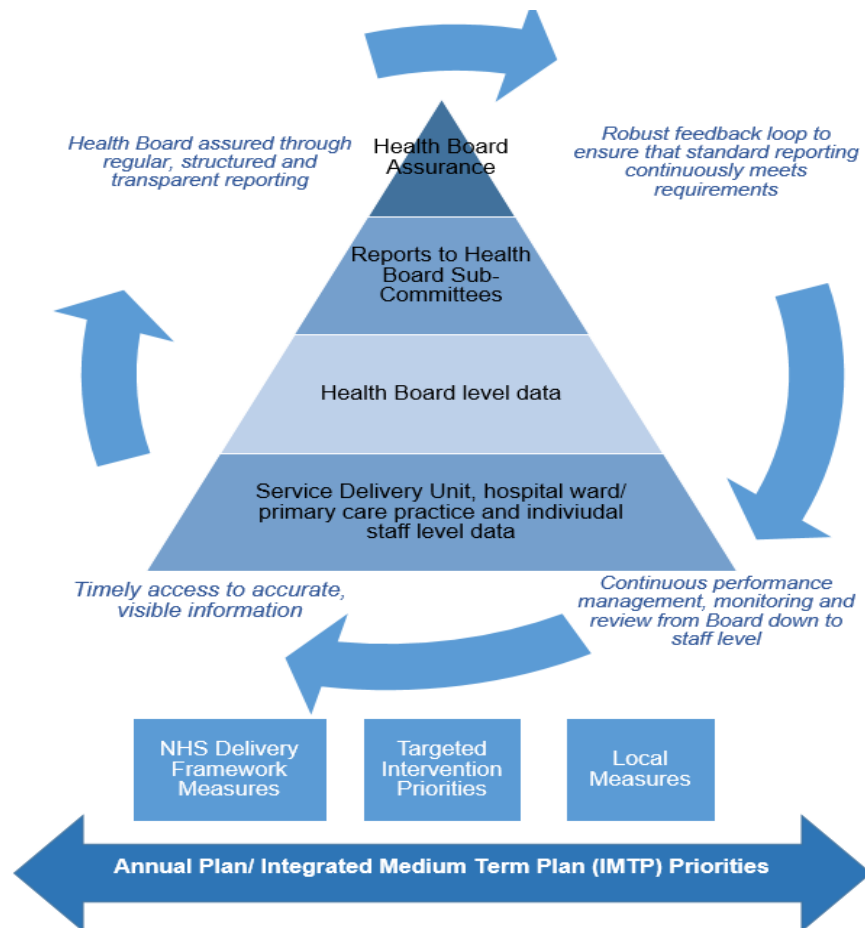 Health Board assured through
regular, structured and
transparent reporting
Health Board
Assurance
Robust feedback loop to
ensure that standard reporting
continuously meets
requirements
Reports to Health
Board Sub-
Committees
Health Board level data
Service Delivery Unit, hospital ward/
primary care practice and indiviudal
staff level data
Timely access to accurate,
visible information
Continuous performance
management, monitoring and
review from Board down to
staff level
NHS Delivery
Framework
Measures
Targeted
Intervention
Priorities
Local
Measures
Annual Plan/ Integrated Medium Term Plan (IMTP) Priorities